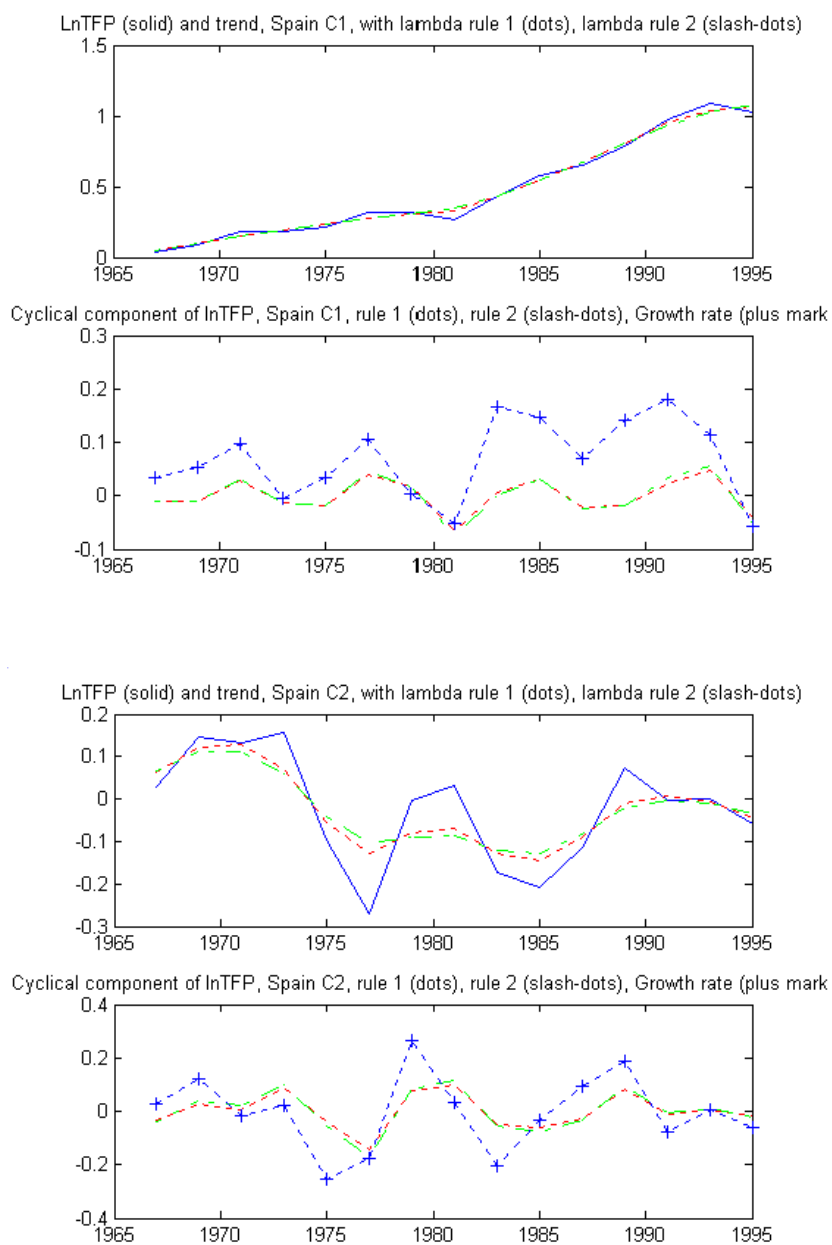 LnTFP (solid) and trend, Spain C1, with lambda rule 1 (dots), lambda rule 2 (slash-dots)
1.5
1
0.5
0
1965 1970 1975 1980 1985 1990 1995
Cyclical component of lnTFP, Spain C1, rule 1 (dots), rule 2 (slash-dots), Growth rate (plus mark
0.3
0.2
0.1
0
-0.1
1965 1970 1975 1980 1985 1990 1995
LnTFP (solid) and trend, Spain C2, with lambda rule 1 (dots), lambda rule 2 (slash-dots)
0.2
0.1
0
-0.1
-0.2
-0.3
1965 1970 1975 1980 1985 1990 1995
Cyclical component of lnTFP, Spain C2, rule 1 (dots), rule 2 (slash-dots), Growth rate (plus mark
0.4
0.2
0
-0.2
-0.4
1965 1970 1975 1980 1985 1990 1995